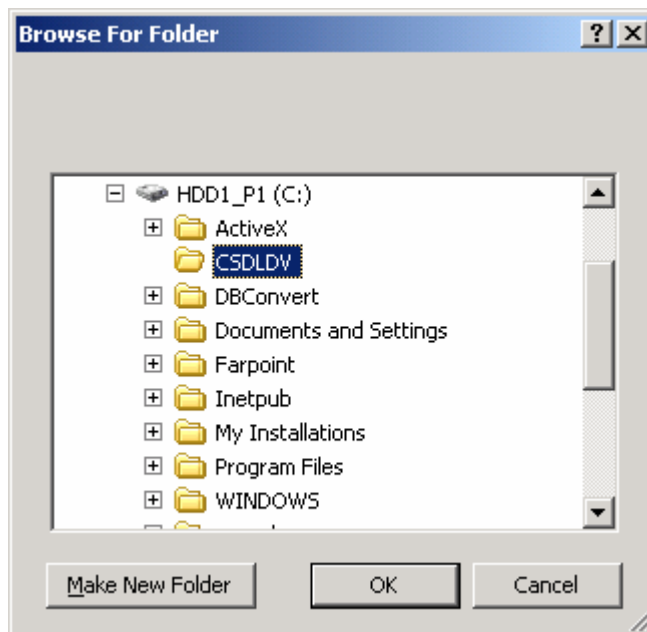 Browse For Folder
HDD1_P1 (C:)
ActiveX
CSDLDV
DBConvert
Documents and Settings
Farpoint
Inetpub
My Installations
Program Files
WINDOWS
Make New Folder
OK
Cancel